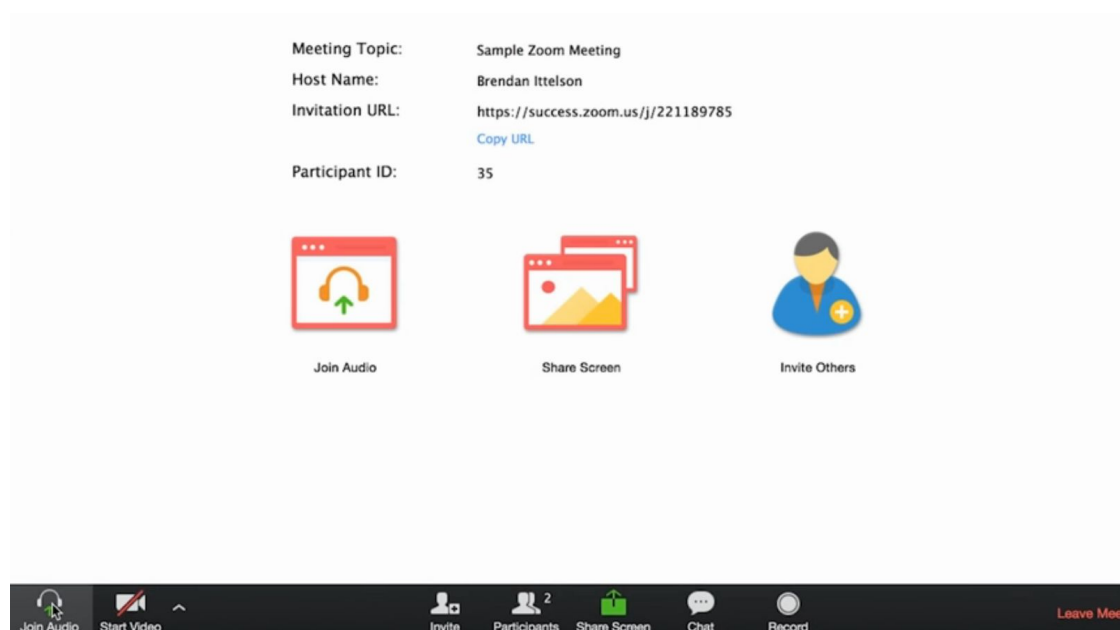 Meeting Topic: Sample Zoom Meeting
Host Name: Brendan Ittelson
Invitation URL: https://success.zoom.us/j/221189785
Copy URL
Participant ID: 35
Join Audio Share Screen Invite Others
2
Join Audio Start Video Invite Participants Share Screen Chat Record Leave Mee